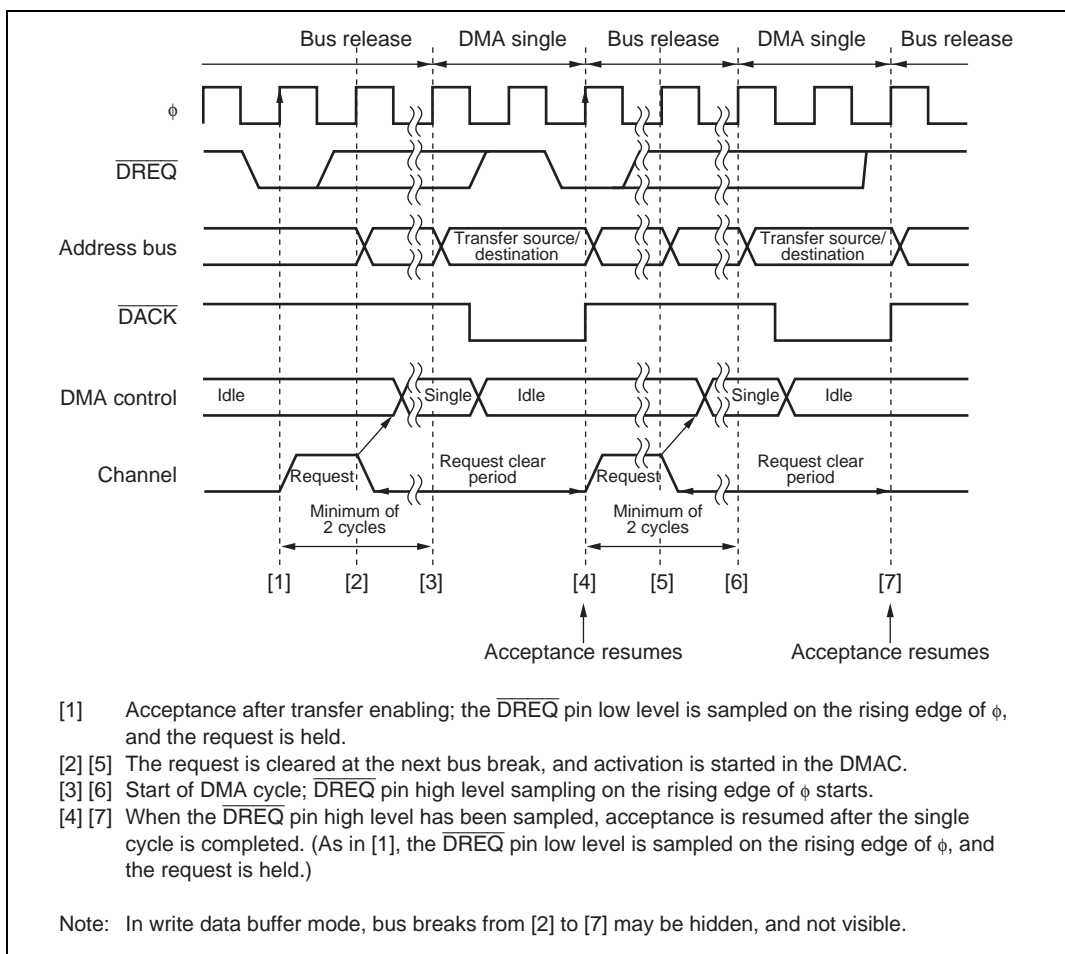 Bus release DMA single Bus release DMA single Bus release
φ
DREQ
Address bus
Transfer source/
destination
Transfer source/
destination
DACK
DMA control
Idle Single Idle Single Idle
Channel
Request
Request clear
period
Request
Request clear
period
Minimum of
2 cycles
Minimum of
2 cycles
[1] [2] [3] [4] [5] [6] [7]
Acceptance resumes Acceptance resumes
[1] Acceptance after transfer enabling; the DREQ pin low level is sampled on the rising edge of φ,
and the request is held.
[2] [5] The request is cleared at the next bus break, and activation is started in the DMAC.
[3] [6] Start of DMA cycle; DREQ pin high level sampling on the rising edge of φ starts.
[4] [7] When the DREQ pin high level has been sampled, acceptance is resumed after the single
cycle is completed. (As in [1], the DREQ pin low level is sampled on the rising edge of φ, and
the request is held.)
Note: In write data buffer mode, bus breaks from [2] to [7] may be hidden, and not visible.